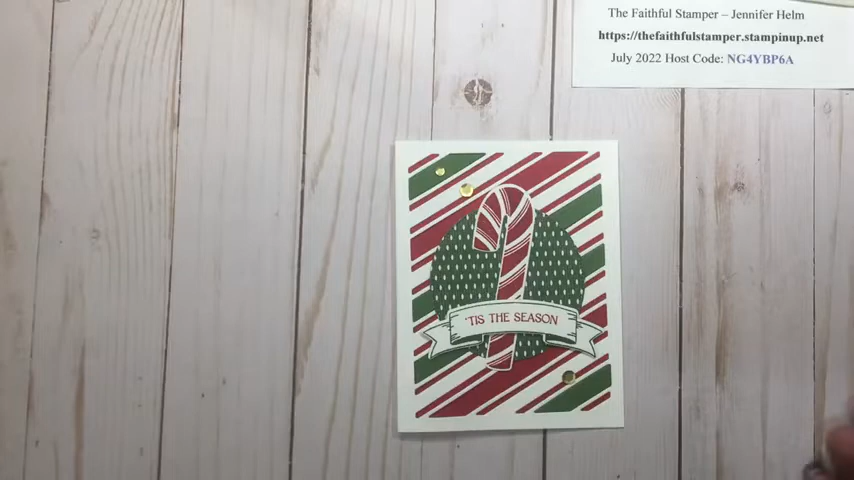 The Faithful Stamper – Jennifer Helm
https://thefaithfulstamper.stampinup.net
July 2022 Host Code: NG4YBP6A
'TIS THE SEASON